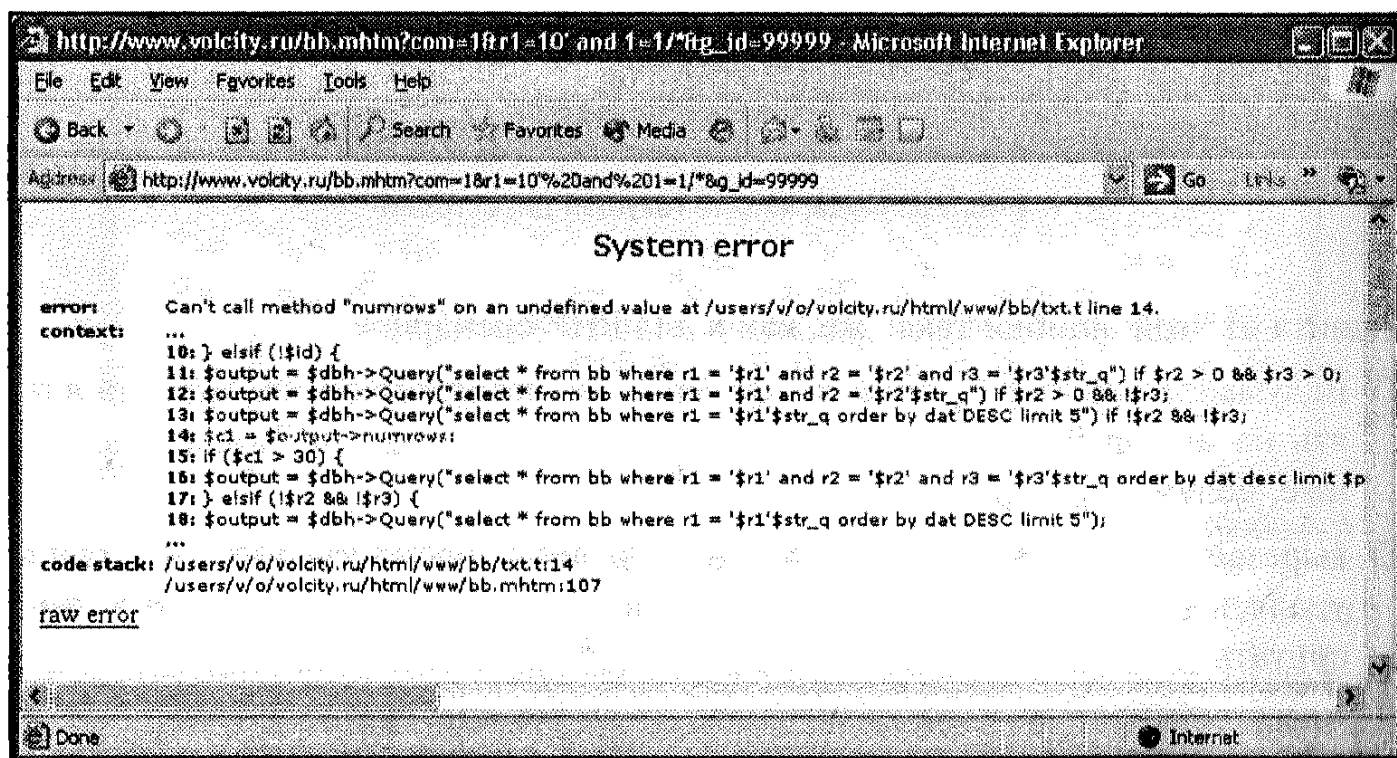 http://www.volcity.ru/bb.mhtm?com=1&r1=10' and 1=1/*&g_id=99999 - Microsoft Internet Explorer
File Edit View Favorites Tools Help
Back Search Favorites Media
Address http://www.volcity.ru/bb.mhtm?com=1&r1=10'%20and%201=1/*&g_id=99999 Go Links »
System error
error: Can't call method "numrows" on an undefined value at /users/v/o/volcity.ru/html/www/bb/txt.t line 14.
context: ...
10: } elsif (!$id) {
11: $output = $dbh->Query("select * from bb where r1 = '$r1' and r2 = '$r2' and r3 = '$r3'$str_q") if $r2 > 0 && $r3 > 0;
12: $output = $dbh->Query("select * from bb where r1 = '$r1' and r2 = '$r2'$str_q") if $r2 > 0 && !$r3;
13: $output = $dbh->Query("select * from bb where r1 = '$r1'$str_q order by dat DESC limit 5") if !$r2 && !$r3;
14: $c1 = $output->numrows;
15: if ($c1 > 30) {
16: $output = $dbh->Query("select * from bb where r1 = '$r1' and r2 = '$r2' and r3 = '$r3'$str_q order by dat desc limit $p
17: } elsif (!$r2 && !$r3) {
18: $output = $dbh->Query("select * from bb where r1 = '$r1'$str_q order by dat DESC limit 5");
...
code stack: /users/v/o/volcity.ru/html/www/bb/txt.t:14
/users/v/o/volcity.ru/html/www/bb.mhtm:107
raw error
Done Internet